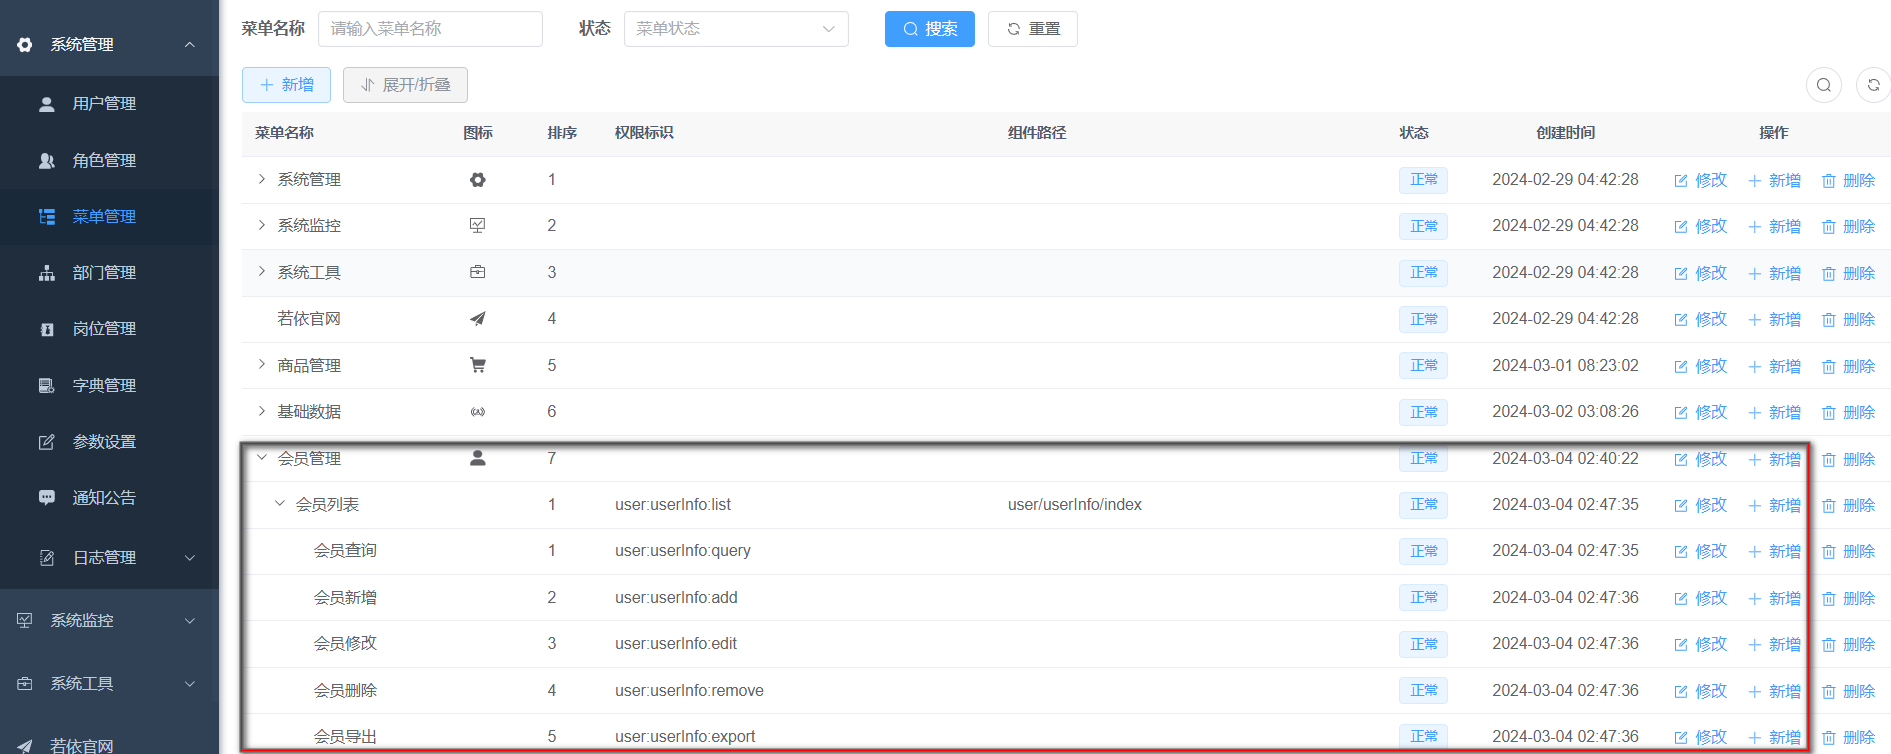 系统管理
用户管理
角色管理
菜单管理
部门管理
岗位管理
字典管理
参数设置
通知公告
日志管理
系统监控
系统工具
若依官网
菜单名称 请输入菜单名称 状态 菜单状态 搜索 重置
新增 展开/折叠
菜单名称 图标 排序 权限标识 组件路径 状态 创建时间 操作
系统管理 1 正常 2024-02-29 04:42:28 修改 新增 删除
系统监控 2 正常 2024-02-29 04:42:28 修改 新增 删除
系统工具 3 正常 2024-02-29 04:42:28 修改 新增 删除
若依官网 4 正常 2024-02-29 04:42:28 修改 新增 删除
商品管理 5 正常 2024-03-01 08:23:02 修改 新增 删除
基础数据 6 正常 2024-03-02 03:08:26 修改 新增 删除
会员管理 7 正常 2024-03-04 02:40:22 修改 新增 删除
会员列表 1 user:userInfo:list user/userInfo/index 正常 2024-03-04 02:47:35 修改 新增 删除
会员查询 1 user:userInfo:query 正常 2024-03-04 02:47:35 修改 新增 删除
会员新增 2 user:userInfo:add 正常 2024-03-04 02:47:36 修改 新增 删除
会员修改 3 user:userInfo:edit 正常 2024-03-04 02:47:36 修改 新增 删除
会员删除 4 user:userInfo:remove 正常 2024-03-04 02:47:36 修改 新增 删除
会员导出 5 user:userInfo:export 正常 2024-03-04 02:47:36 修改 新增 删除